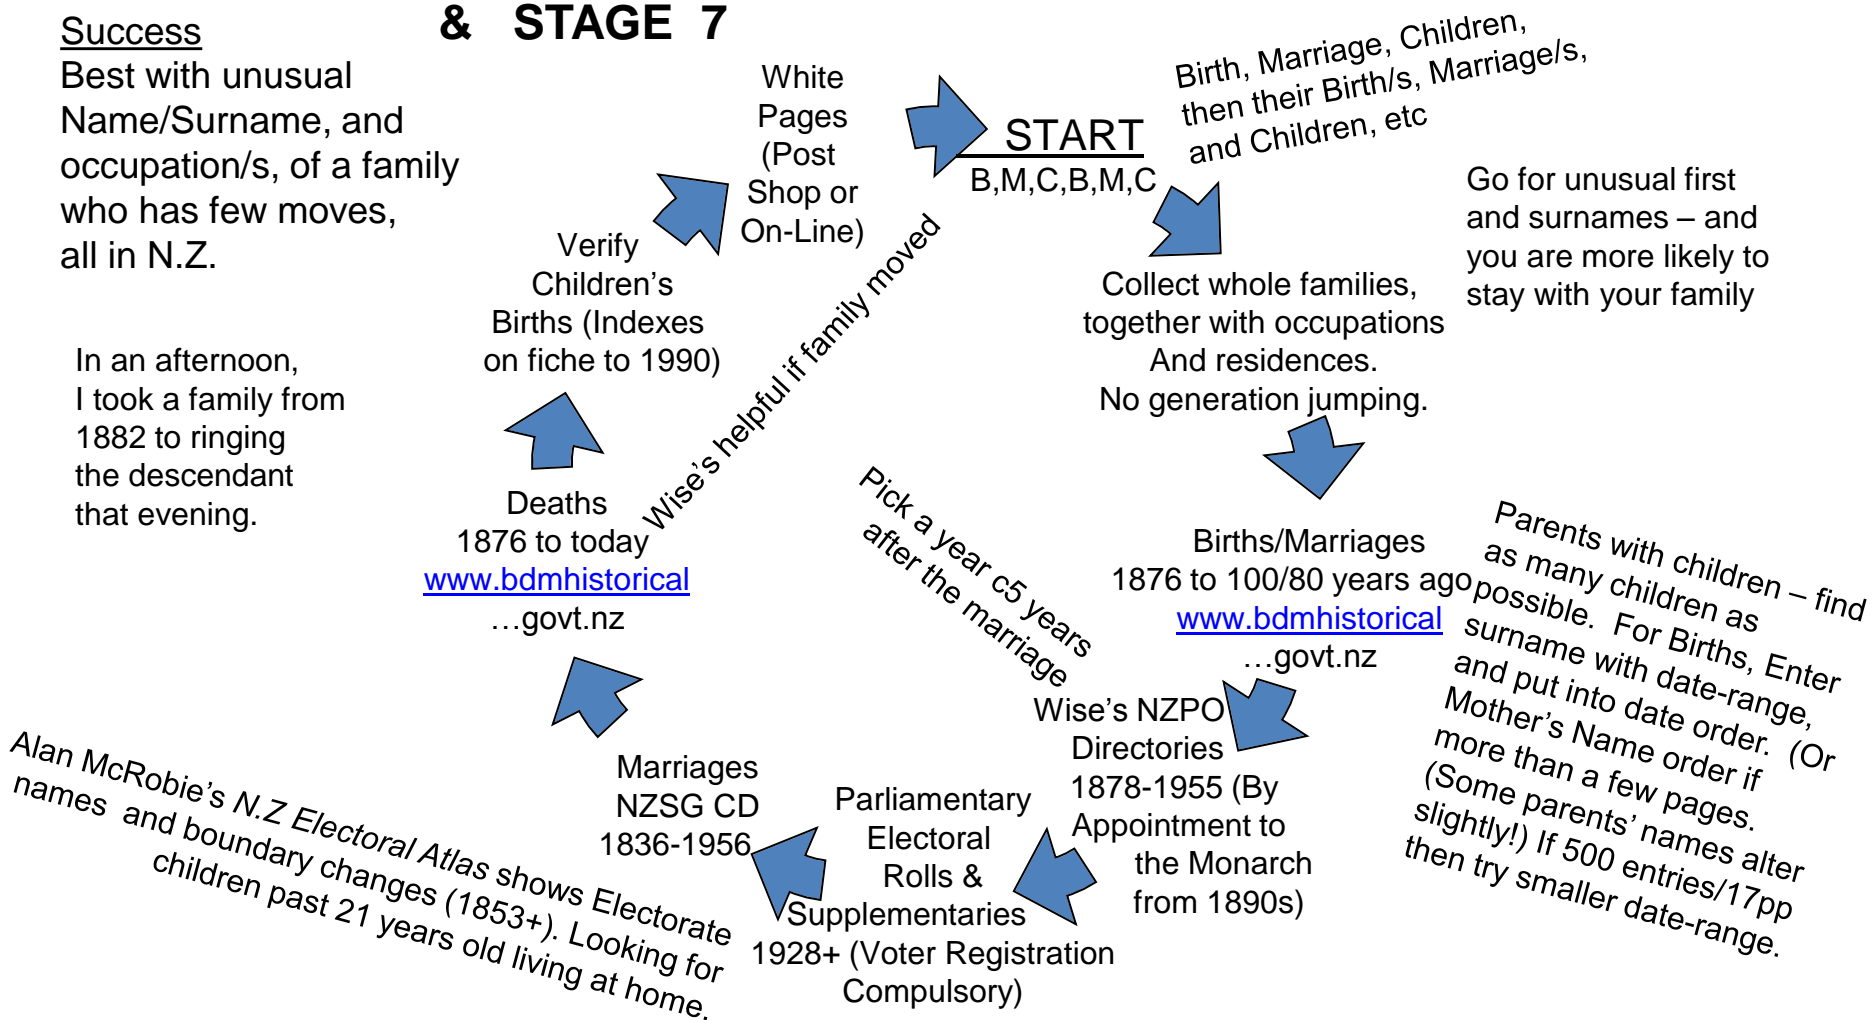 & STAGE 7
Success
Best with unusual
Name/Surname, and
occupation/s, of a family
who has few moves,
all in N.Z.
In an afternoon,
I took a family from
1882 to ringing
the descendant
that evening.
START
B,M,C,B,M,C
Birth, Marriage, Children,
then their Birth/s, Marriage/s,
and Children, etc
Go for unusual first
and surnames – and
you are more likely to
stay with your family
Collect whole families,
together with occupations
And residences.
No generation jumping.
Births/Marriages
1876 to 100/80 years ago
www.bdmhistorical
…govt.nz
Parents with children – find
as many children as
possible. For Births, Enter
surname with date-range,
and put into date order. (Or
Mother's Name order if
more than a few pages.
(Some parents' names alter
slightly!) If 500 entries/17pp
then try smaller date-range.
Pick a year c5 years
after the marriage
Wise's NZPO
Directories
1878-1955 (By
Appointment to
the Monarch
from 1890s)
Parliamentary
Electoral
Rolls &
Supplementaries
1928+ (Voter Registration
Compulsory)
Alan McRobie's N.Z Electoral Atlas shows Electorate
names and boundary changes (1853+). Looking for
children past 21 years old living at home.
Marriages
NZSG CD
1836-1956
Deaths
1876 to today
www.bdmhistorical
…govt.nz
Wise's helpful if family moved
Verify
Children's
Births (Indexes
on fiche to 1990)
White
Pages
(Post
Shop or
On-Line)